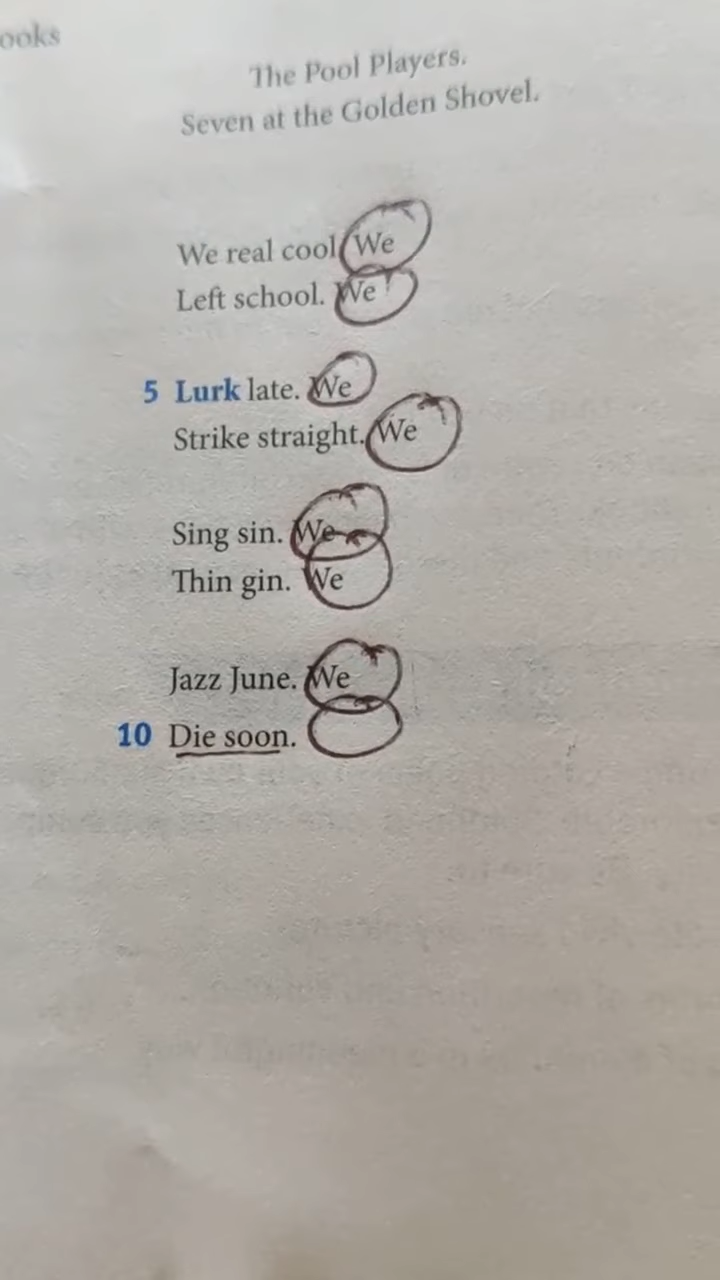 ooks
The Pool Players.
Seven at the Golden Shovel.
We real cool We
Left school. We
5 Lurk late. We
Strike straight. We
Sing sin. We
Thin gin. We
Jazz June. We
10 Die soon.